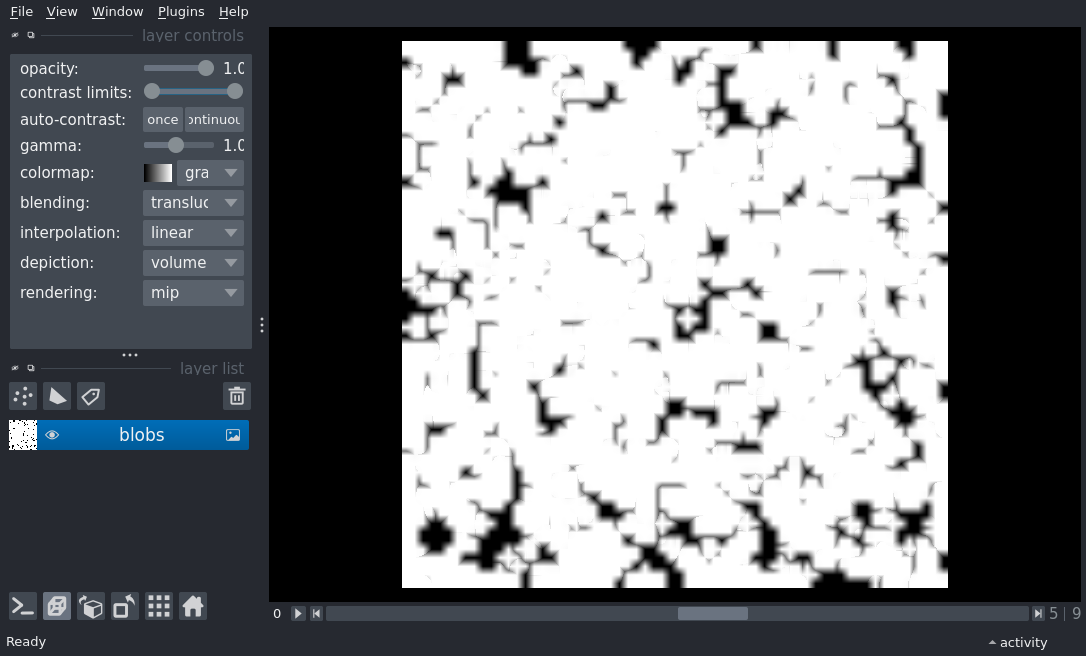 File View Window Plugins Help
layer controls
opacity: 1.0
contrast limits:
auto-contrast: once ontinuou
gamma: 1.0
colormap: gra
blending: transluc
interpolation: linear
depiction: volume
rendering: mip
layer list
blobs
0 5 9
Ready activity